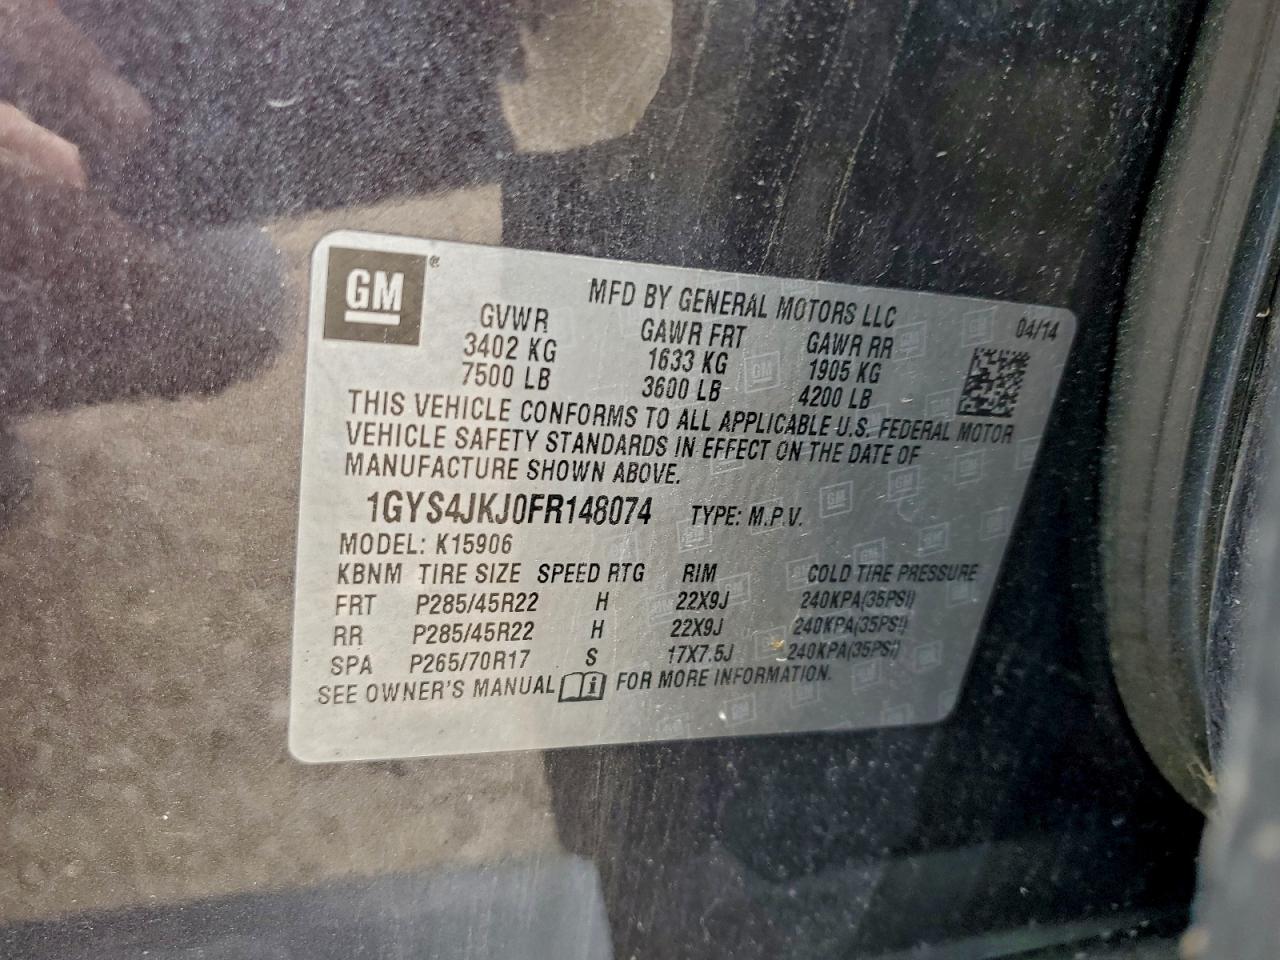 GM®
MFD BY GENERAL MOTORS LLC
04/14
GVWR GAWR FRT GAWR RR
3402 KG 1633 KG 1905 KG
7500 LB 3600 LB 4200 LB
THIS VEHICLE CONFORMS TO ALL APPLICABLE U.S. FEDERAL MOTOR
VEHICLE SAFETY STANDARDS IN EFFECT ON THE DATE OF
MANUFACTURE SHOWN ABOVE.
1GYS4JKJ0FR148074 TYPE: M.P.V.
MODEL: K15906
KBNM TIRE SIZE SPEED RTG RIM COLD TIRE PRESSURE
FRT P285/45R22 H 22X9J 240KPA(35PSI)
RR P285/45R22 H 22X9J 240KPA(35PSI)
SPA P265/70R17 S 17X7.5J 240KPA(35PSI)
SEE OWNER'S MANUAL i FOR MORE INFORMATION.